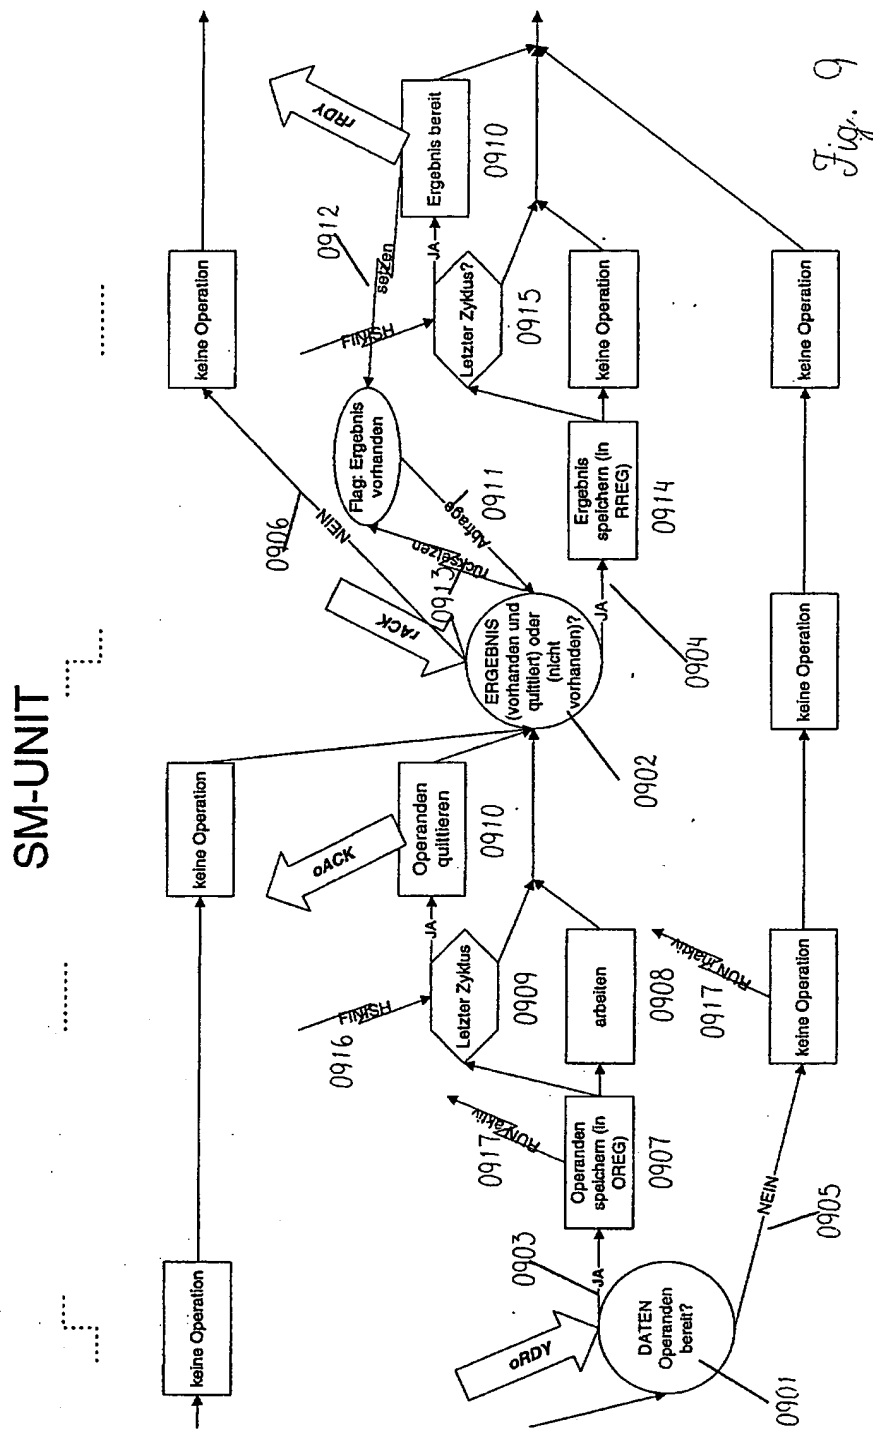 SM-UNIT
keine Operation
keine Operation
keine Operation
0906
NEIN
rACK
oACK
rRDY
0912
setzen
FINISH
Flag: Ergebnis
vorhanden
Abfrage
0911
rücksetzen
0913
Ergebnis bereit
0910
JA
Letzter Zyklus?
0915
keine Operation
Ergebnis
speichern (in
RREG)
0914
JA
0904
ERGEBNIS
(vorhanden und
quittiert) oder
(nicht
vorhanden)?
0902
Operanden
quittieren
0910
JA
FINISH
0916
Letzter Zyklus
0909
arbeiten
0908
RUN aktiv
0917
Operanden
speichern (in
OREG)
0907
0903
JA
oRDY
DATEN
Operanden
bereit?
0901
NEIN
0905
RUN inaktiv
0917
keine Operation
keine Operation
keine Operation
Fig. 9